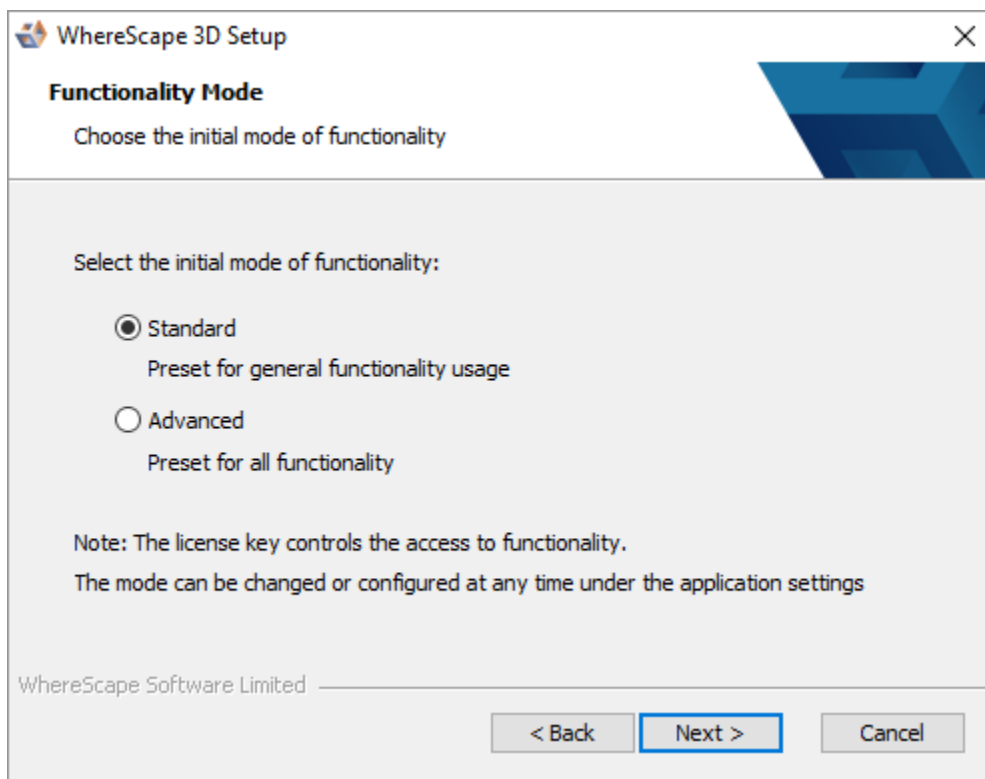 WhereScape 3D Setup
Functionality Mode
Choose the initial mode of functionality
Select the initial mode of functionality:
Standard
Preset for general functionality usage
Advanced
Preset for all functionality
Note: The license key controls the access to functionality.
The mode can be changed or configured at any time under the application settings
WhereScape Software Limited
< Back
Next >
Cancel